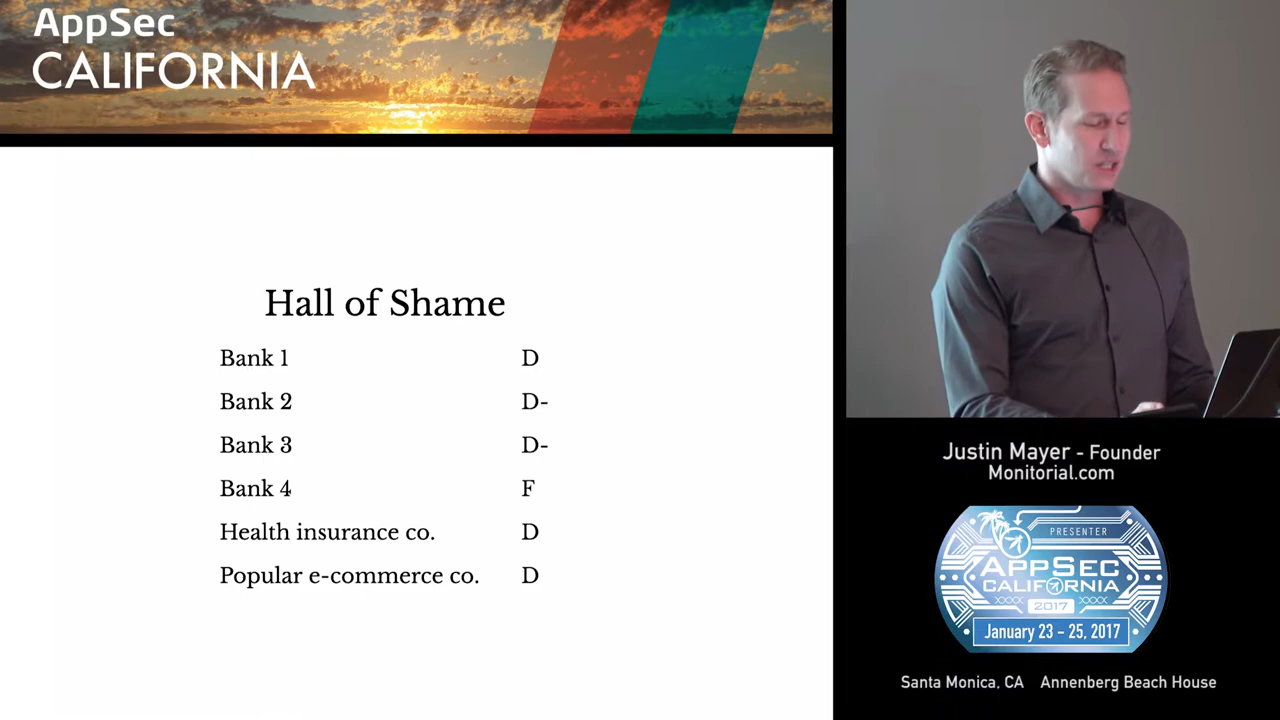 AppSec
CALIFORNIA
Hall of Shame
Bank 1 D
Bank 2 D-
Bank 3 D-
Bank 4 F
Health insurance co. D
Popular e-commerce co. D
Justin Mayer - Founder
Monitorial.com
PRESENTER
APPSEC
CALIFORNIA
2017
January 23 - 25, 2017
Santa Monica, CA Annenberg Beach House